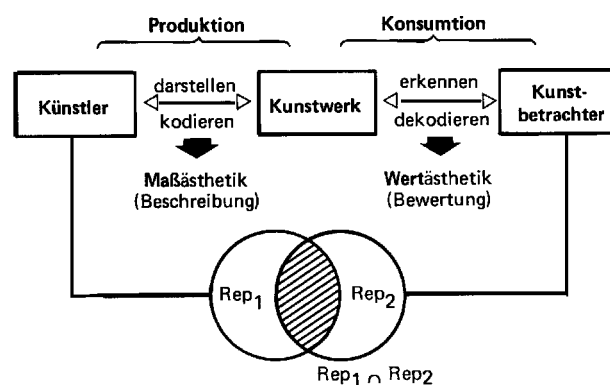 Produktion Konsumtion
darstellen erkennen
Künstler Kunstwerk Kunst-
betrachter
kodieren dekodieren
Maßästhetik Wertästhetik
(Beschreibung) (Bewertung)
Rep₁ Rep₂
Rep₁ ∩ Rep₂